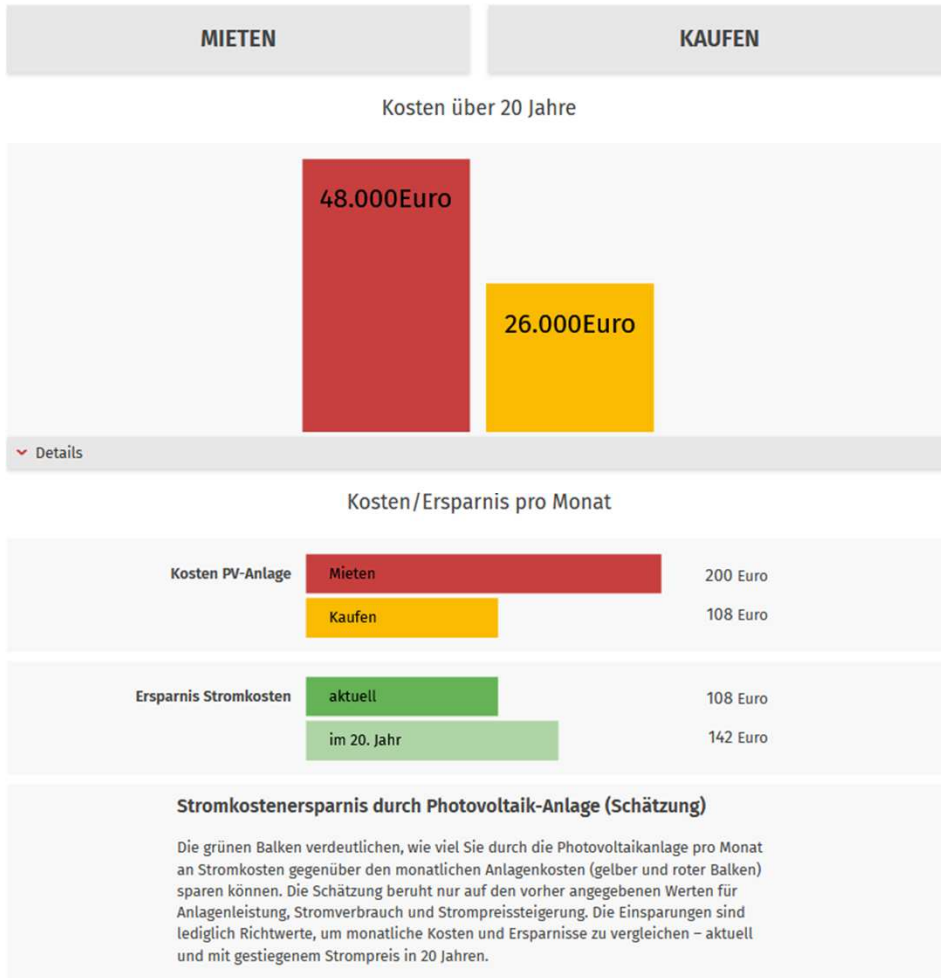 MIETEN
KAUFEN
Kosten über 20 Jahre
48.000Euro
26.000Euro
Details
Kosten/Ersparnis pro Monat
Kosten PV-Anlage
Mieten
200 Euro
Kaufen
108 Euro
Ersparnis Stromkosten
aktuell
108 Euro
im 20. Jahr
142 Euro
Stromkostenersparnis durch Photovoltaik-Anlage (Schätzung)
Die grünen Balken verdeutlichen, wie viel Sie durch die Photovoltaikanlage pro Monat
an Stromkosten gegenüber den monatlichen Anlagenkosten (gelber und roter Balken)
sparen können. Die Schätzung beruht nur auf den vorher angegebenen Werten für
Anlagenleistung, Stromverbrauch und Strompreissteigerung. Die Einsparungen sind
lediglich Richtwerte, um monatliche Kosten und Ersparnisse zu vergleichen – aktuell
und mit gestiegenem Strompreis in 20 Jahren.